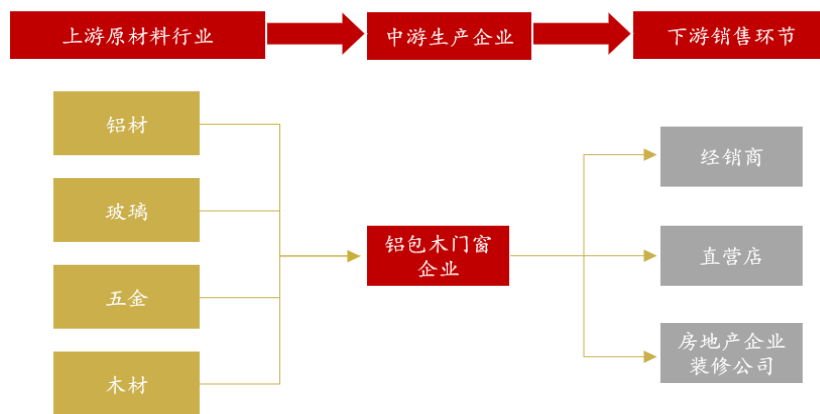 上游原材料行业
中游生产企业
下游销售环节
铝材
玻璃
五金
木材
铝包木门窗
企业
经销商
直营店
房地产企业
装修公司